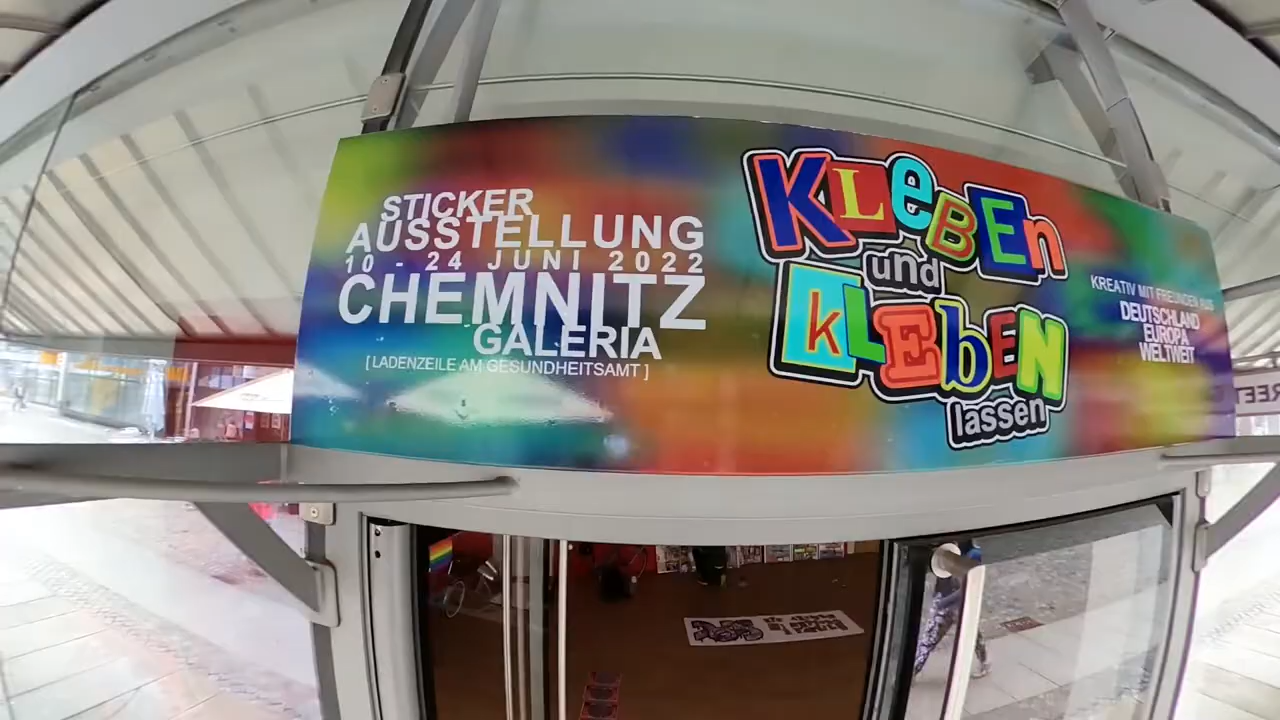 STICKER
AUSSTELLUNG
10 - 24 JUNI 2022
CHEMNITZ
GALERIA
[ LADENZEILE AM GESUNDHEITSAMT ]
KLeBEn
und
kLEbEN
lassen
KREATIV MIT FREUNDEN AUS
DEUTSCHLAND
EUROPA
WELTWEIT